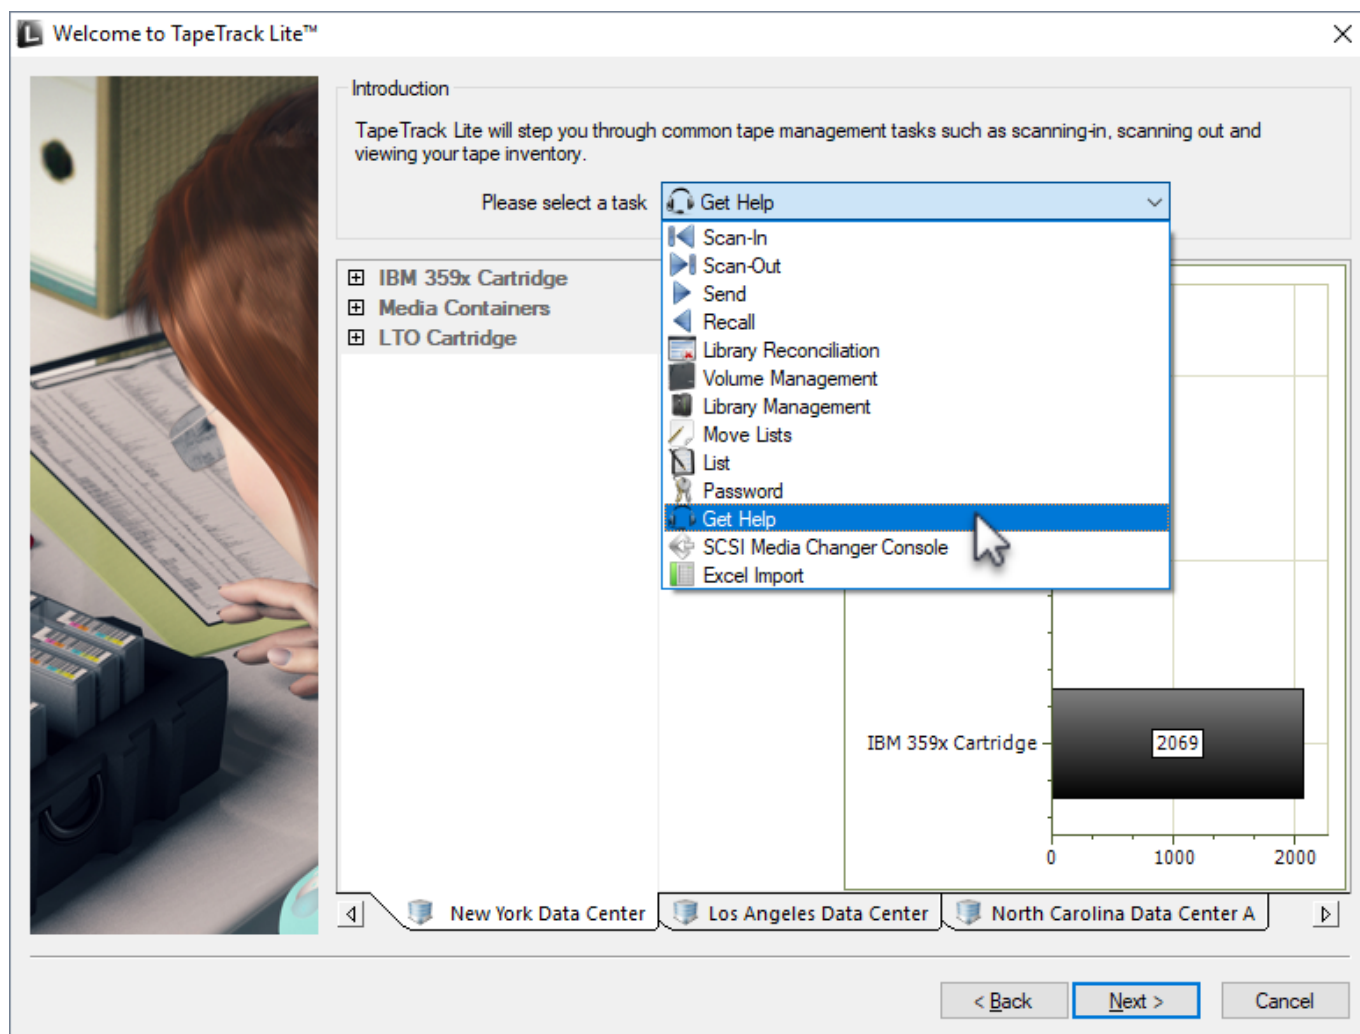 Welcome to TapeTrack Lite™
Introduction
TapeTrack Lite will step you through common tape management tasks such as scanning-in, scanning out and
viewing your tape inventory.
Please select a task
Get Help
Scan-In
Scan-Out
Send
Recall
Library Reconciliation
Volume Management
Library Management
Move Lists
List
Password
Get Help
SCSI Media Changer Console
Excel Import
IBM 359x Cartridge
Media Containers
LTO Cartridge
IBM 359x Cartridge
2069
0 1000 2000
New York Data Center
Los Angeles Data Center
North Carolina Data Center A
< Back
Next >
Cancel